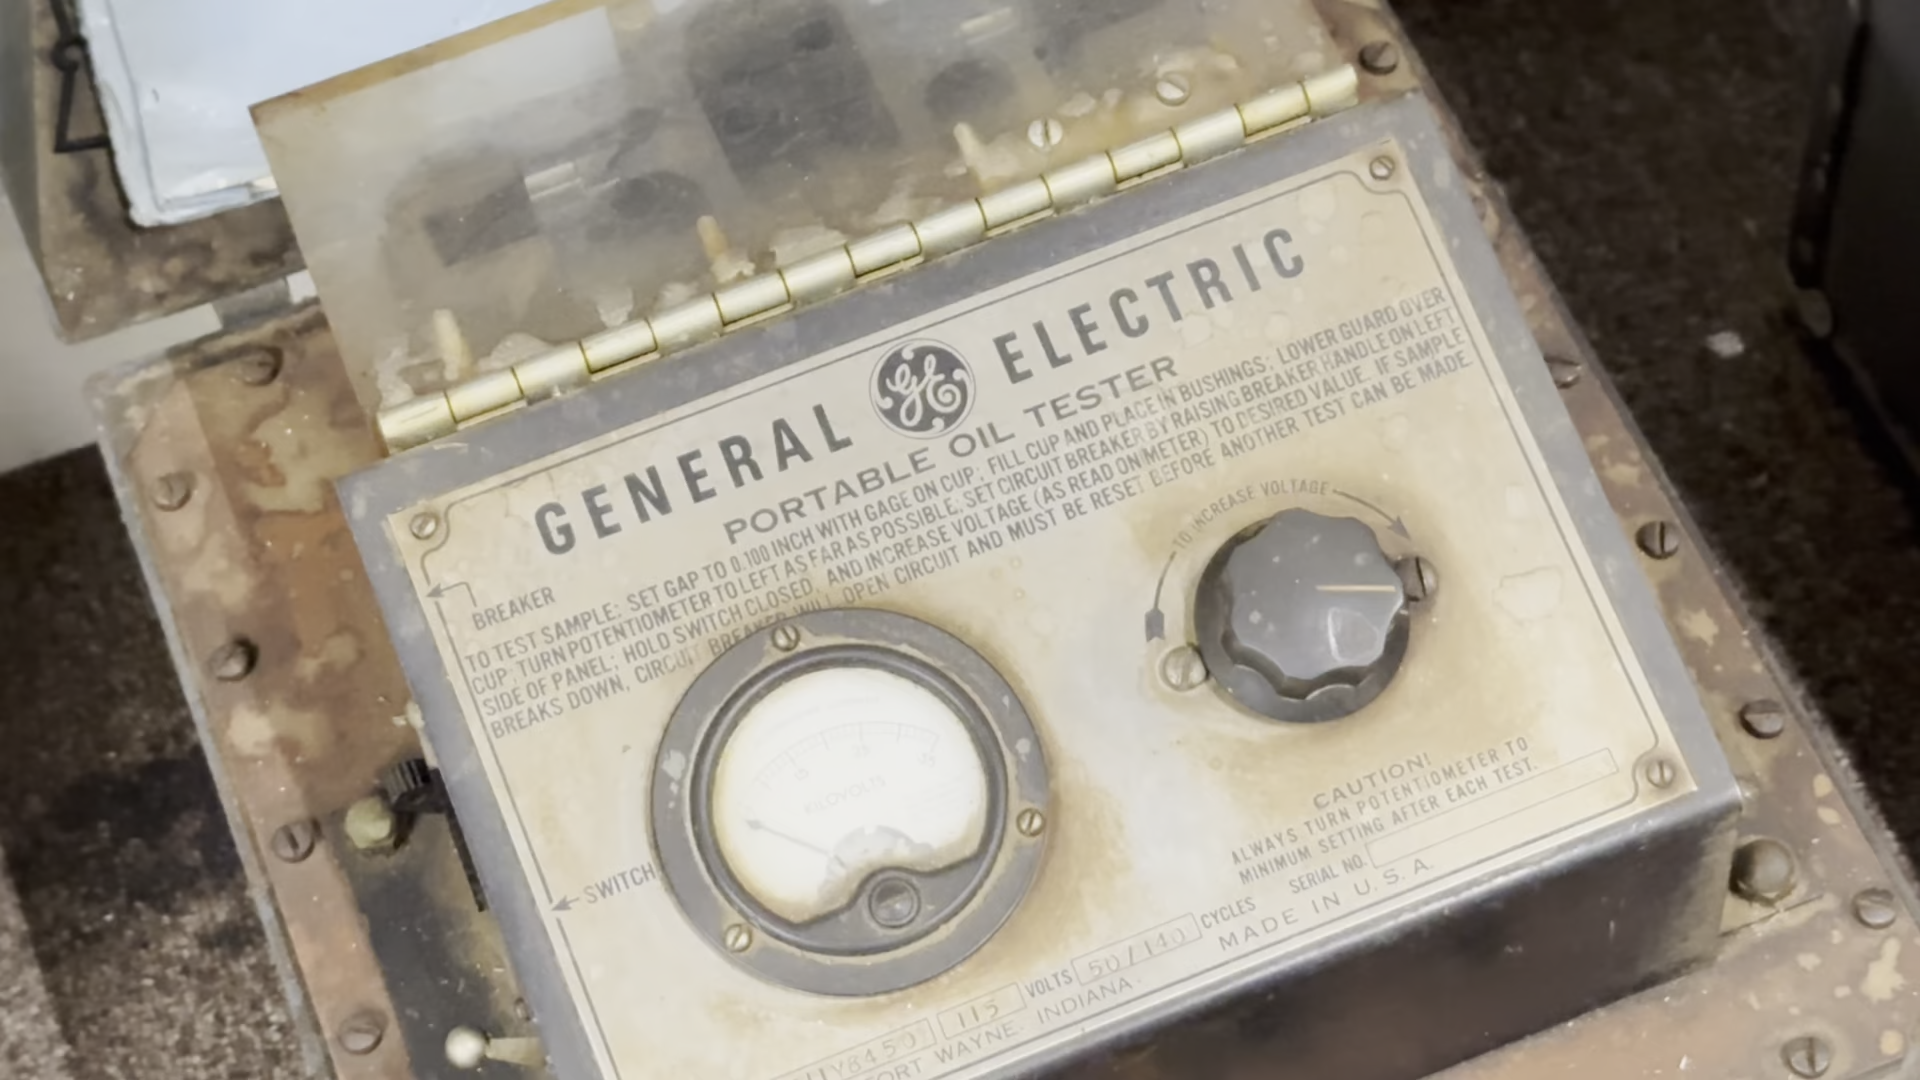 GENERAL GE ELECTRIC
PORTABLE OIL TESTER
BREAKER
TO TEST SAMPLE: SET GAP TO 0.100 INCH WITH GAGE ON CUP; FILL CUP AND PLACE IN BUSHINGS; LOWER GUARD OVER
CUP; TURN POTENTIOMETER TO LEFT AS FAR AS POSSIBLE; SET CIRCUIT BREAKER BY RAISING BREAKER HANDLE ON LEFT
SIDE OF PANEL; HOLD SWITCH CLOSED, AND INCREASE VOLTAGE (AS READ ON METER) TO DESIRED VALUE. IF SAMPLE
BREAKS DOWN, CIRCUIT BREAKER WILL OPEN CIRCUIT AND MUST BE RESET BEFORE ANOTHER TEST CAN BE MADE.
TO INCREASE VOLTAGE
KILOVOLTS
SWITCH
CAUTION!
ALWAYS TURN POTENTIOMETER TO
MINIMUM SETTING AFTER EACH TEST.
SERIAL NO.
115 VOLTS 50/140 CYCLES
MADE IN U.S.A.
FORT WAYNE, INDIANA.